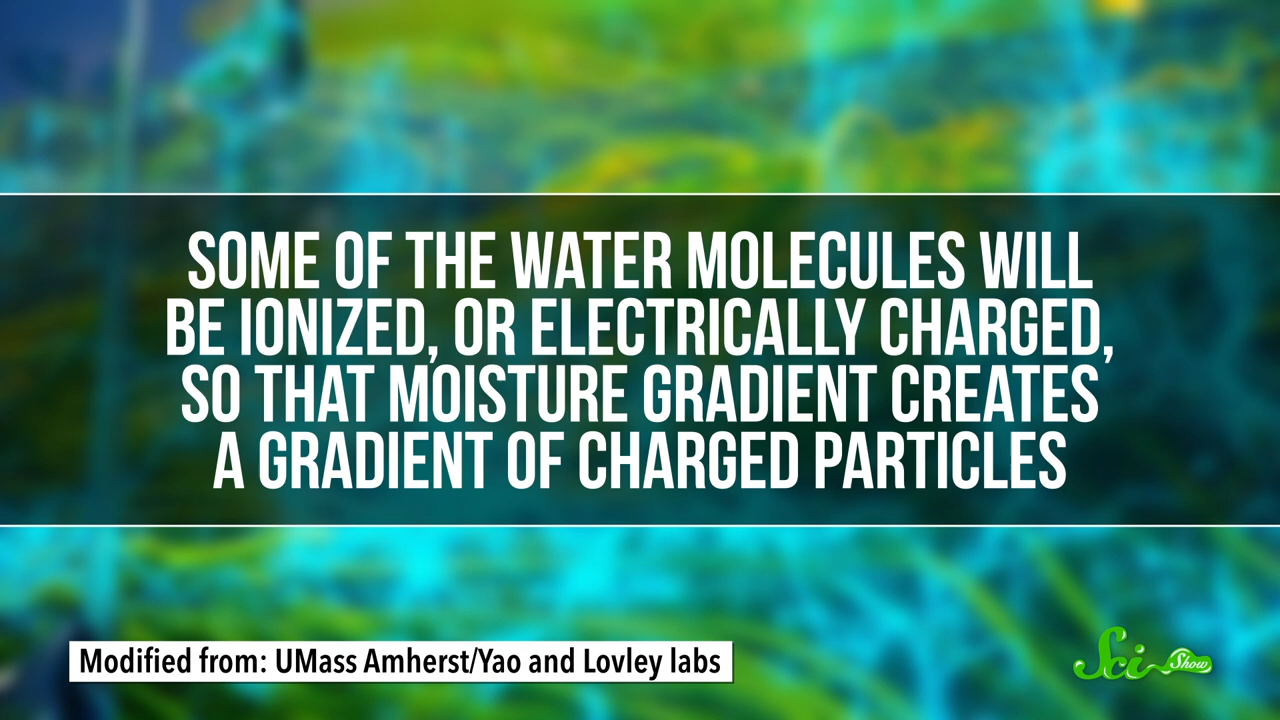 SOME OF THE WATER MOLECULES WILL
BE IONIZED, OR ELECTRICALLY CHARGED,
SO THAT MOISTURE GRADIENT CREATES
A GRADIENT OF CHARGED PARTICLES
Modified from: UMass Amherst/Yao and Lovley labs
Sci Show